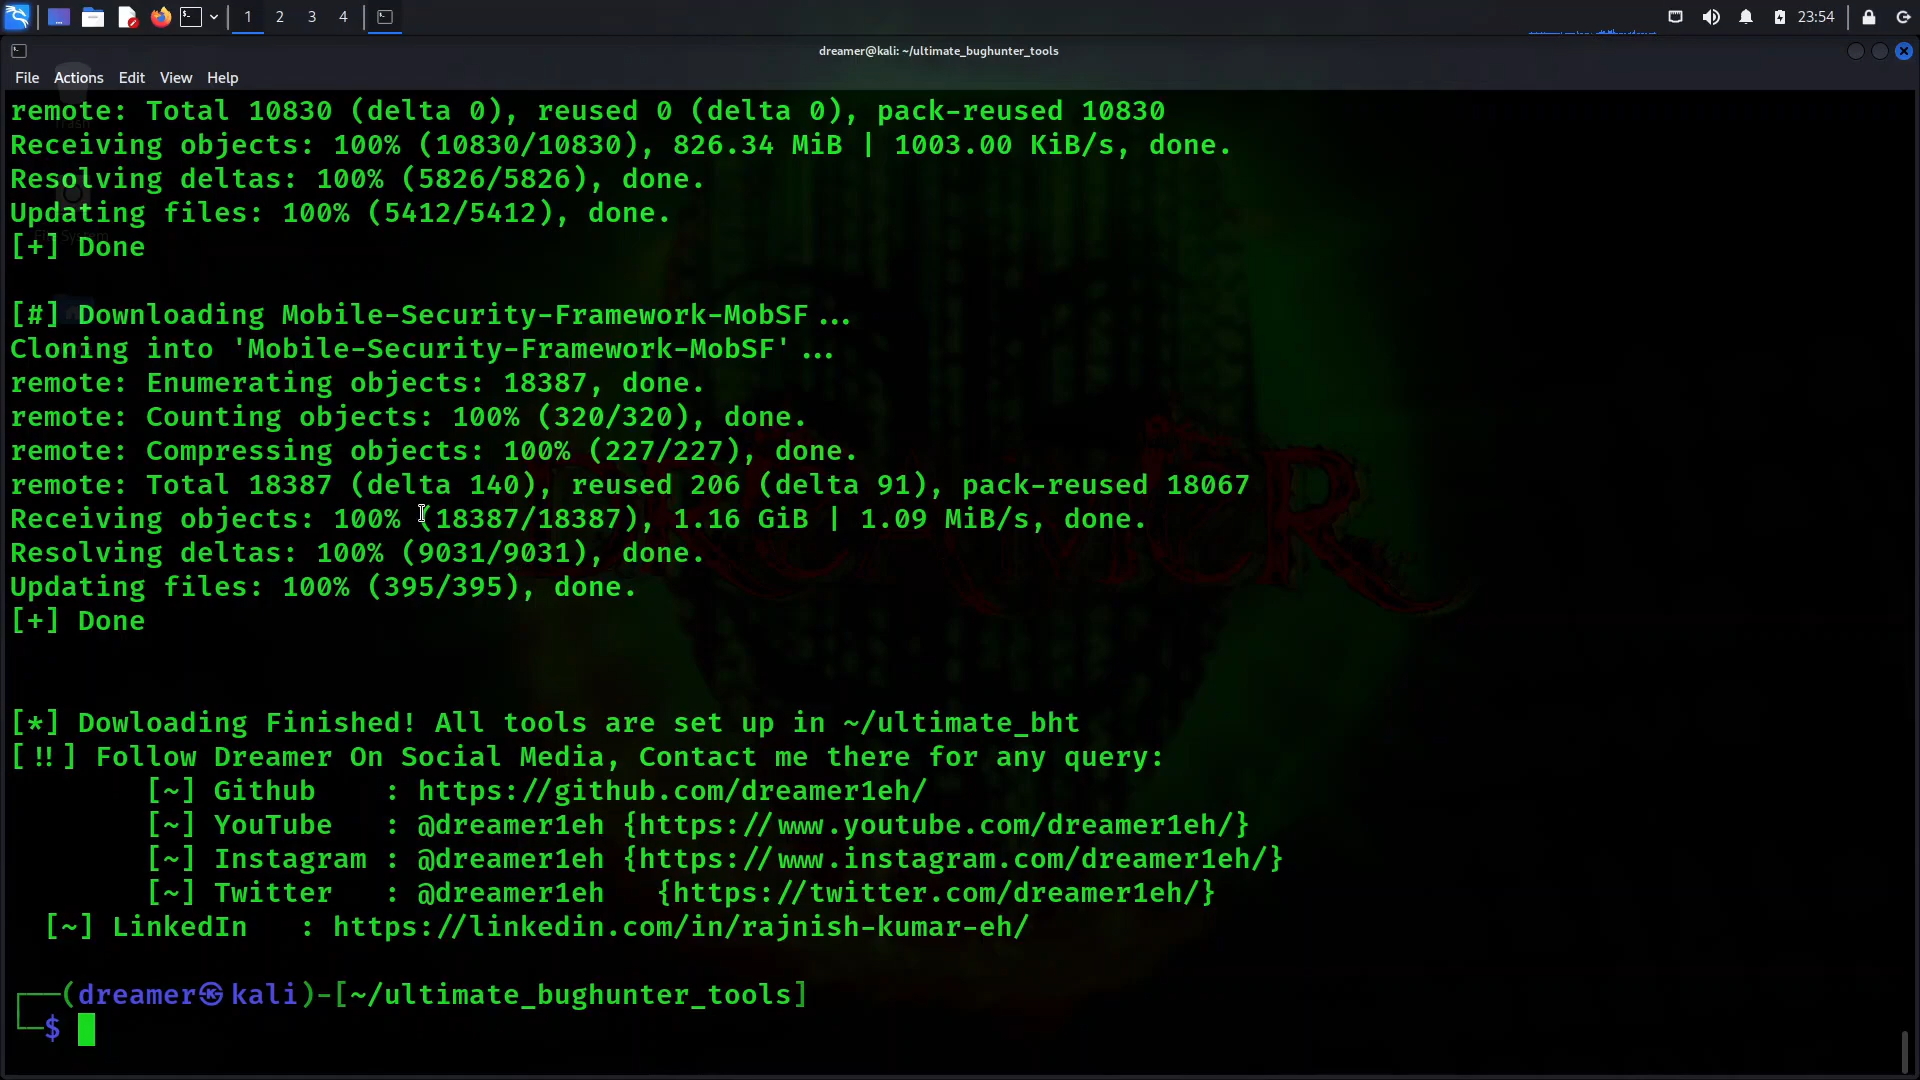 1 2 3 4 23:54
dreamer@kali: ~/ultimate_bughunter_tools
File Actions Edit View Help
remote: Total 10830 (delta 0), reused 0 (delta 0), pack-reused 10830
Receiving objects: 100% (10830/10830), 826.34 MiB | 1003.00 KiB/s, done.
Resolving deltas: 100% (5826/5826), done.
Updating files: 100% (5412/5412), done.
[+] Done
[#] Downloading Mobile-Security-Framework-MobSF ...
Cloning into 'Mobile-Security-Framework-MobSF' ...
remote: Enumerating objects: 18387, done.
remote: Counting objects: 100% (320/320), done.
remote: Compressing objects: 100% (227/227), done.
remote: Total 18387 (delta 140), reused 206 (delta 91), pack-reused 18067
Receiving objects: 100% (18387/18387), 1.16 GiB | 1.09 MiB/s, done.
Resolving deltas: 100% (9031/9031), done.
Updating files: 100% (395/395), done.
[+] Done
DREAMER
[*] Dowloading Finished! All tools are set up in ~/ultimate_bht
[!!] Follow Dreamer On Social Media, Contact me there for any query:
[~] Github : https://github.com/dreamer1eh/
[~] YouTube : @dreamer1eh {https://www.youtube.com/dreamer1eh/}
[~] Instagram : @dreamer1eh {https://www.instagram.com/dreamer1eh/}
[~] Twitter : @dreamer1eh {https://twitter.com/dreamer1eh/}
[~] LinkedIn : https://linkedin.com/in/rajnish-kumar-eh/
(dreamer㉿kali)-[~/ultimate_bughunter_tools]
$